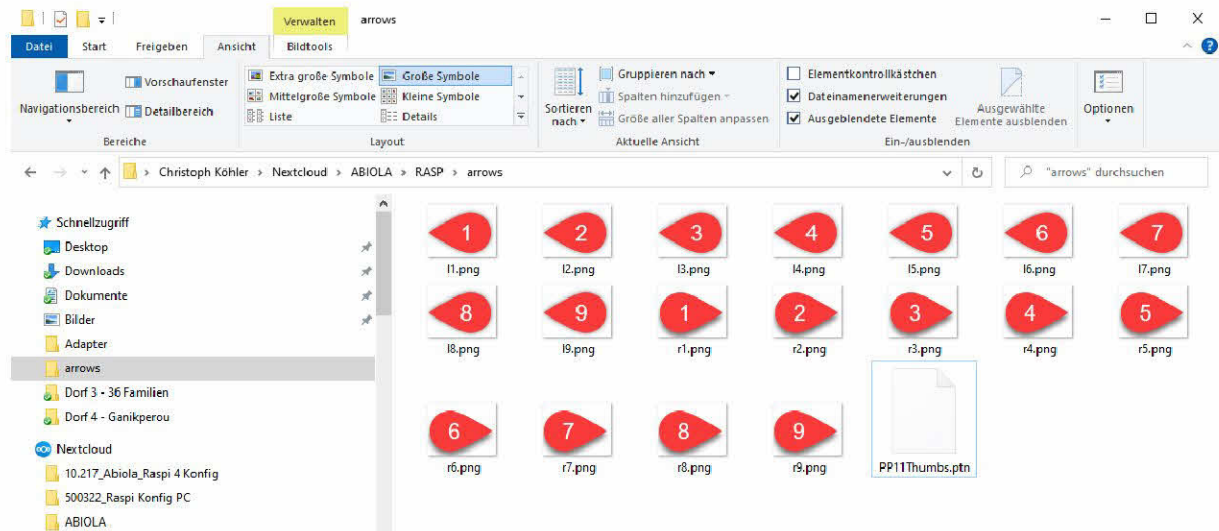 Verwalten arrows
Datei Start Freigeben Ansicht Bildtools
Navigationsbereich
Vorschaufenster
Detailbereich
Bereiche
Extra große Symbole Große Symbole
Mittelgroße Symbole Kleine Symbole
Liste Details
Layout
Sortieren
nach
Gruppieren nach
Spalten hinzufügen
Größe aller Spalten anpassen
Aktuelle Ansicht
Elementkontrollkästchen
Dateinamenerweiterungen
Ausgeblendete Elemente
Ausgewählte
Elemente ausblenden
Ein-/ausblenden
Optionen
Christoph Köhler > Nextcloud > ABIOLA > RASP > arrows
"arrows" durchsuchen
Schnellzugriff
Desktop
Downloads
Dokumente
Bilder
Adapter
arrows
Dorf 3 - 36 Familien
Dorf 4 - Ganikperou
Nextcloud
10.217_Abiola_Raspi 4 Konfig
500322_Raspi Konfig PC
ABIOLA
1 2 3 4 5 6 7
l1.png l2.png l3.png l4.png l5.png l6.png l7.png
8 9 1 2 3 4 5
l8.png l9.png r1.png r2.png r3.png r4.png r5.png
6 7 8 9
r6.png r7.png r8.png r9.png PP11Thumbs.ptn